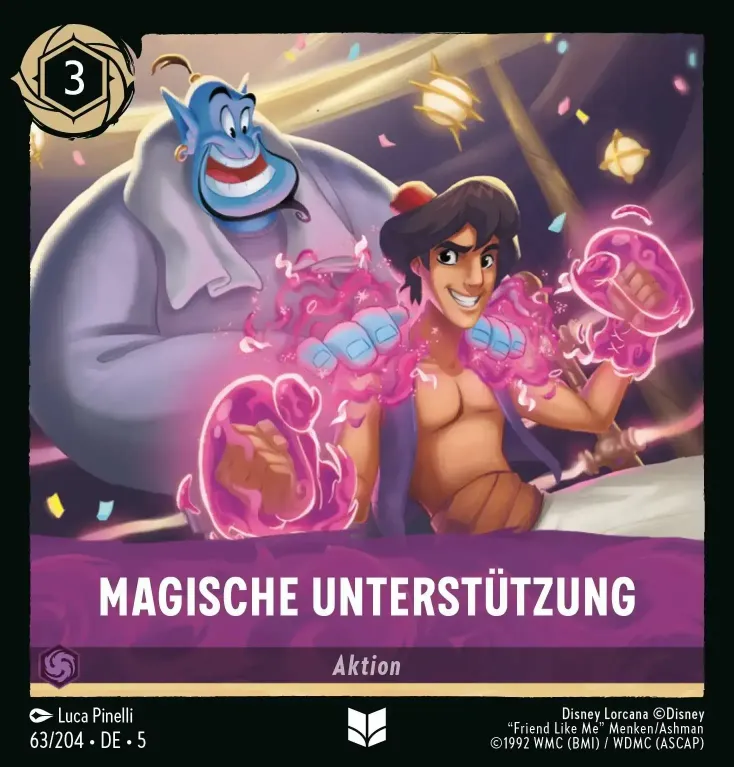 3
MAGISCHE UNTERSTÜTZUNG
Aktion
Luca Pinelli
63/204 • DE • 5
Disney Lorcana ©Disney
“Friend Like Me” Menken/Ashman
©1992 WMC (BMI) / WDMC (ASCAP)